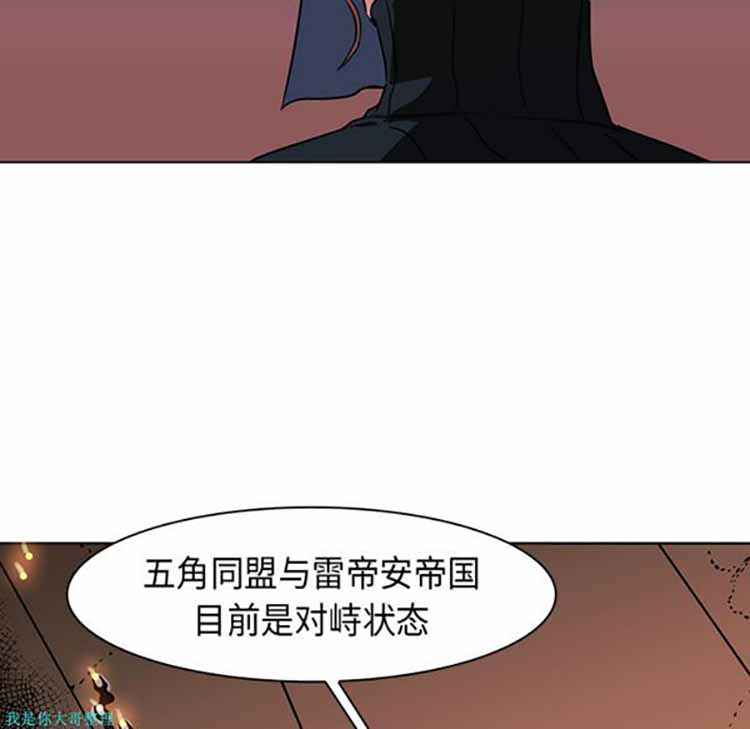 五角同盟与雷帝安帝国
目前是对峙状态
我是你大哥整理